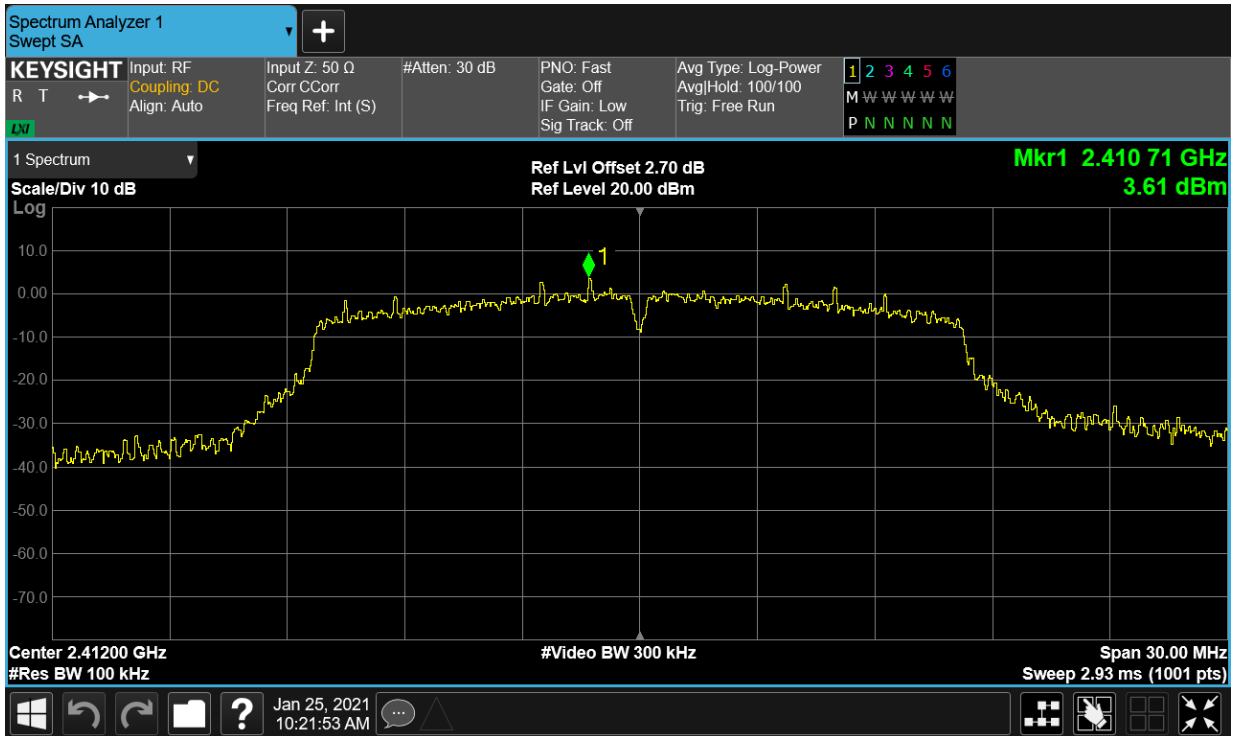 Spectrum Analyzer 1
Swept SA
KEYSIGHT
R T
LXI
Input: RF
Coupling: DC
Align: Auto
Input Z: 50 Ω
Corr CCorr
Freq Ref: Int (S)
#Atten: 30 dB
PNO: Fast
Gate: Off
IF Gain: Low
Sig Track: Off
Avg Type: Log-Power
Avg|Hold: 100/100
Trig: Free Run
1 2 3 4 5 6
M W W W W W
P N N N N N
1 Spectrum
Scale/Div 10 dB
Log
Ref Lvl Offset 2.70 dB
Ref Level 20.00 dBm
Mkr1 2.410 71 GHz
3.61 dBm
1
10.0
0.00
-10.0
-20.0
-30.0
-40.0
-50.0
-60.0
-70.0
Center 2.41200 GHz
#Res BW 100 kHz
#Video BW 300 kHz
Span 30.00 MHz
Sweep 2.93 ms (1001 pts)
?
Jan 25, 2021
10:21:53 AM